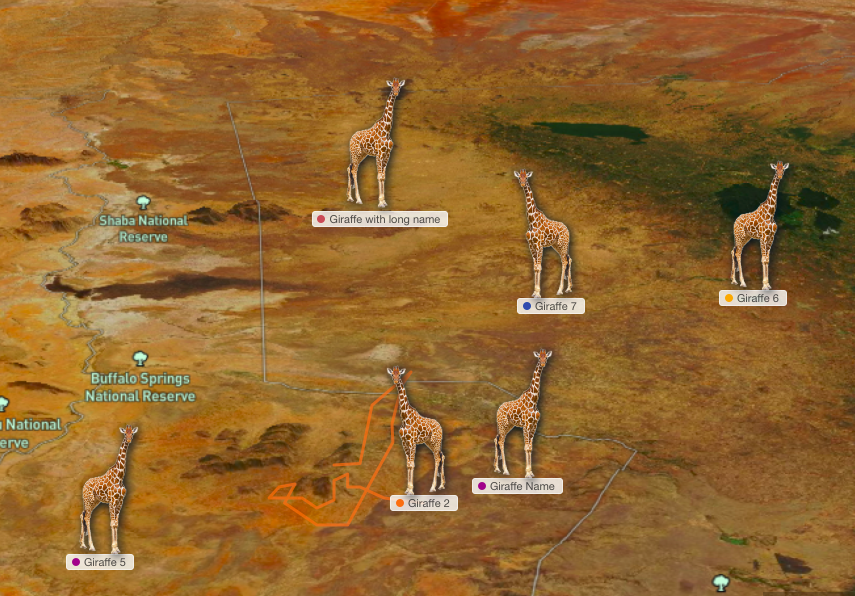 Shaba National
Reserve
Giraffe with long name
Giraffe 7
Giraffe 6
Buffalo Springs
National Reserve
National
erve
Giraffe 2
Giraffe Name
Giraffe 5